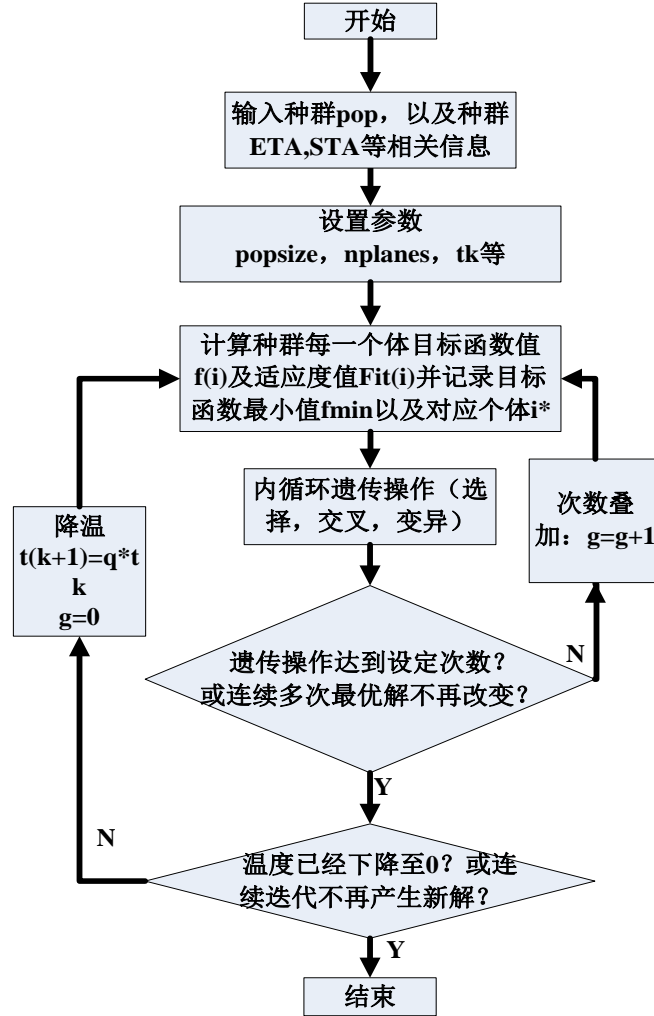 开始
输入种群pop，以及种群
ETA,STA等相关信息
设置参数
popsize，nplanes，tk等
计算种群每一个体目标函数值
f(i)及适应度值Fit(i)并记录目标
函数最小值fmin以及对应个体i*
内循环遗传操作（选
择，交叉，变异）
次数叠
加：g=g+1
降温
t(k+1)=q*t
k
g=0
遗传操作达到设定次数？
或连续多次最优解不再改变？
N
Y
N
温度已经下降至0？或连
续迭代不再产生新解？
Y
结束